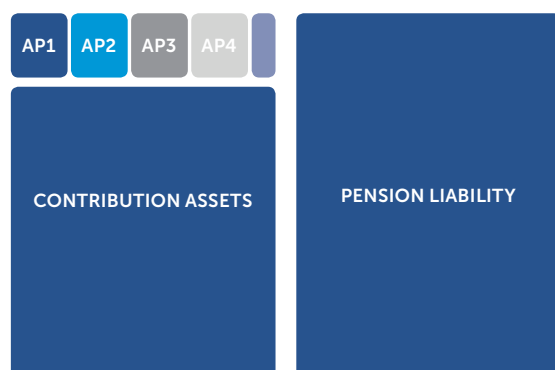 AP1 AP2 AP3 AP4
CONTRIBUTION ASSETS
PENSION LIABILITY